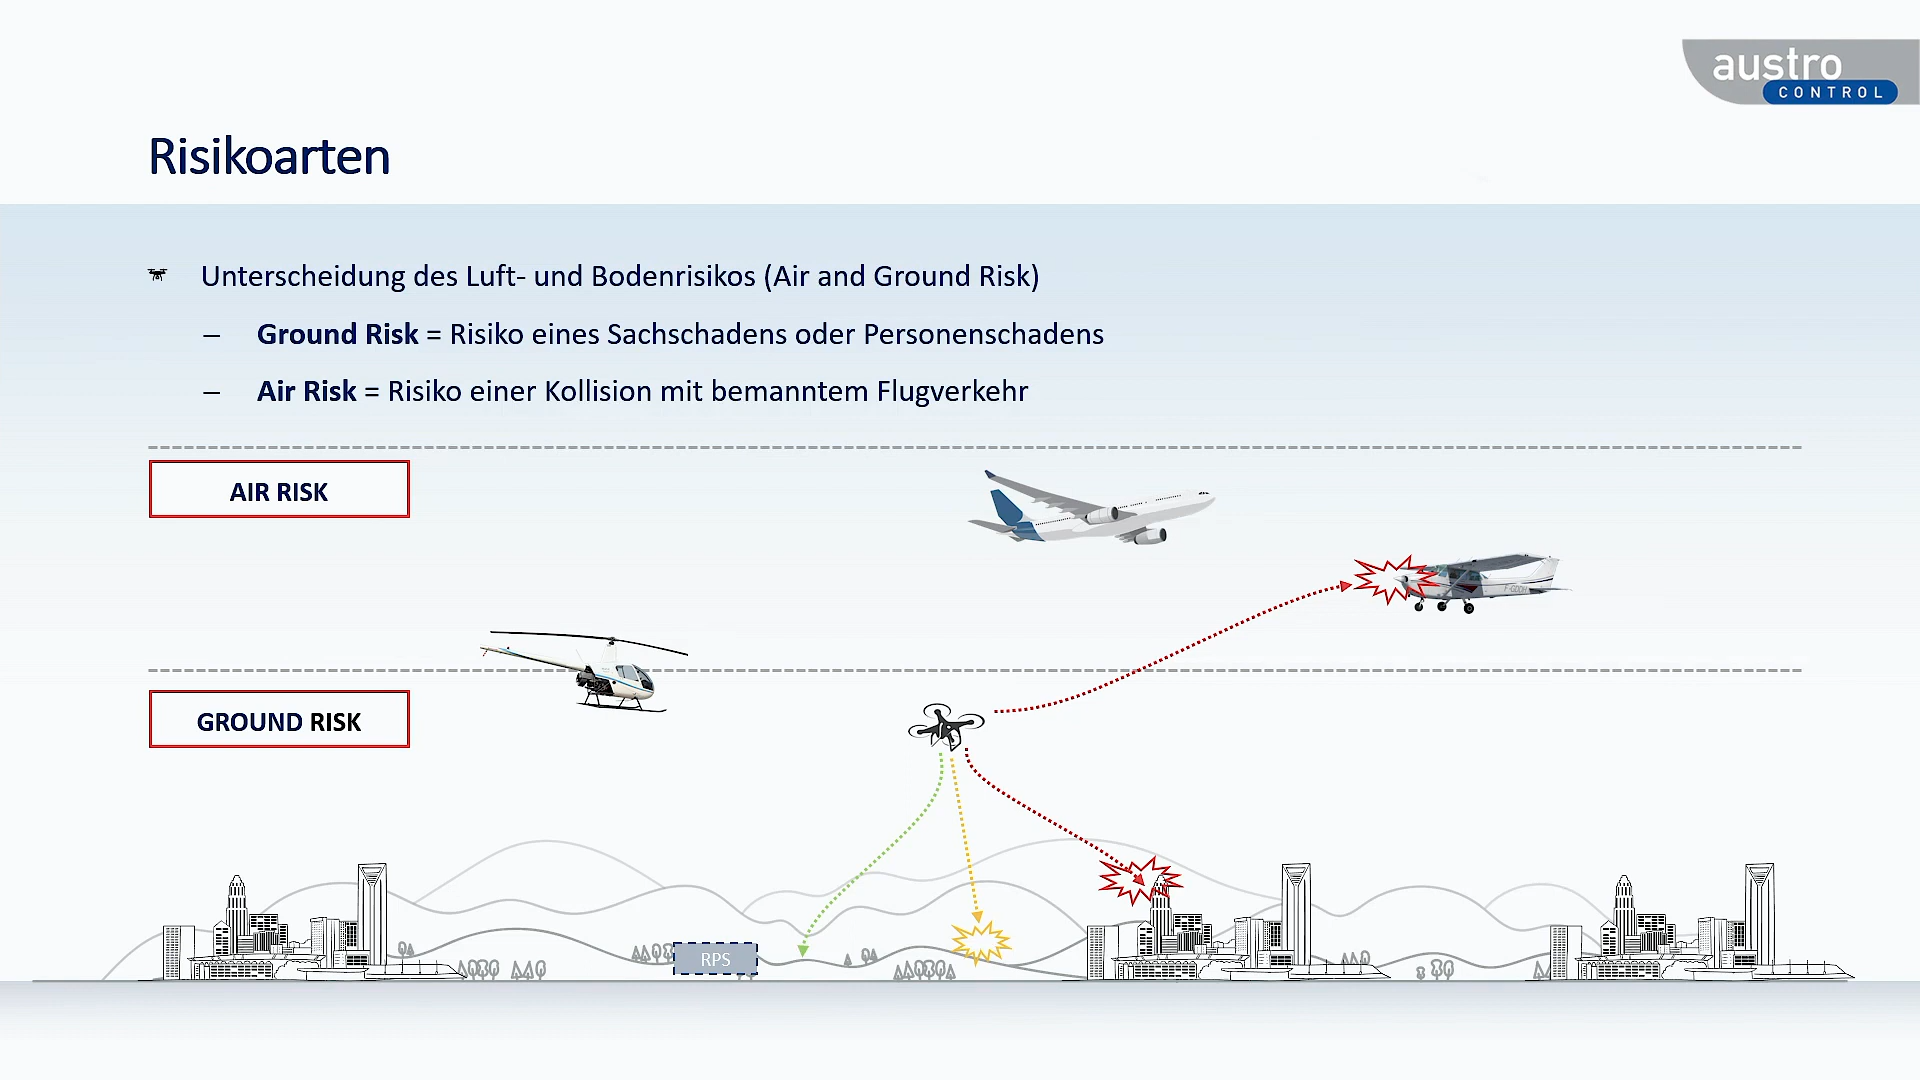 austro
CONTROL
Risikoarten
Unterscheidung des Luft- und Bodenrisikos (Air and Ground Risk)
– Ground Risk = Risiko eines Sachschadens oder Personenschadens
– Air Risk = Risiko einer Kollision mit bemanntem Flugverkehr
AIR RISK
GROUND RISK
RPS